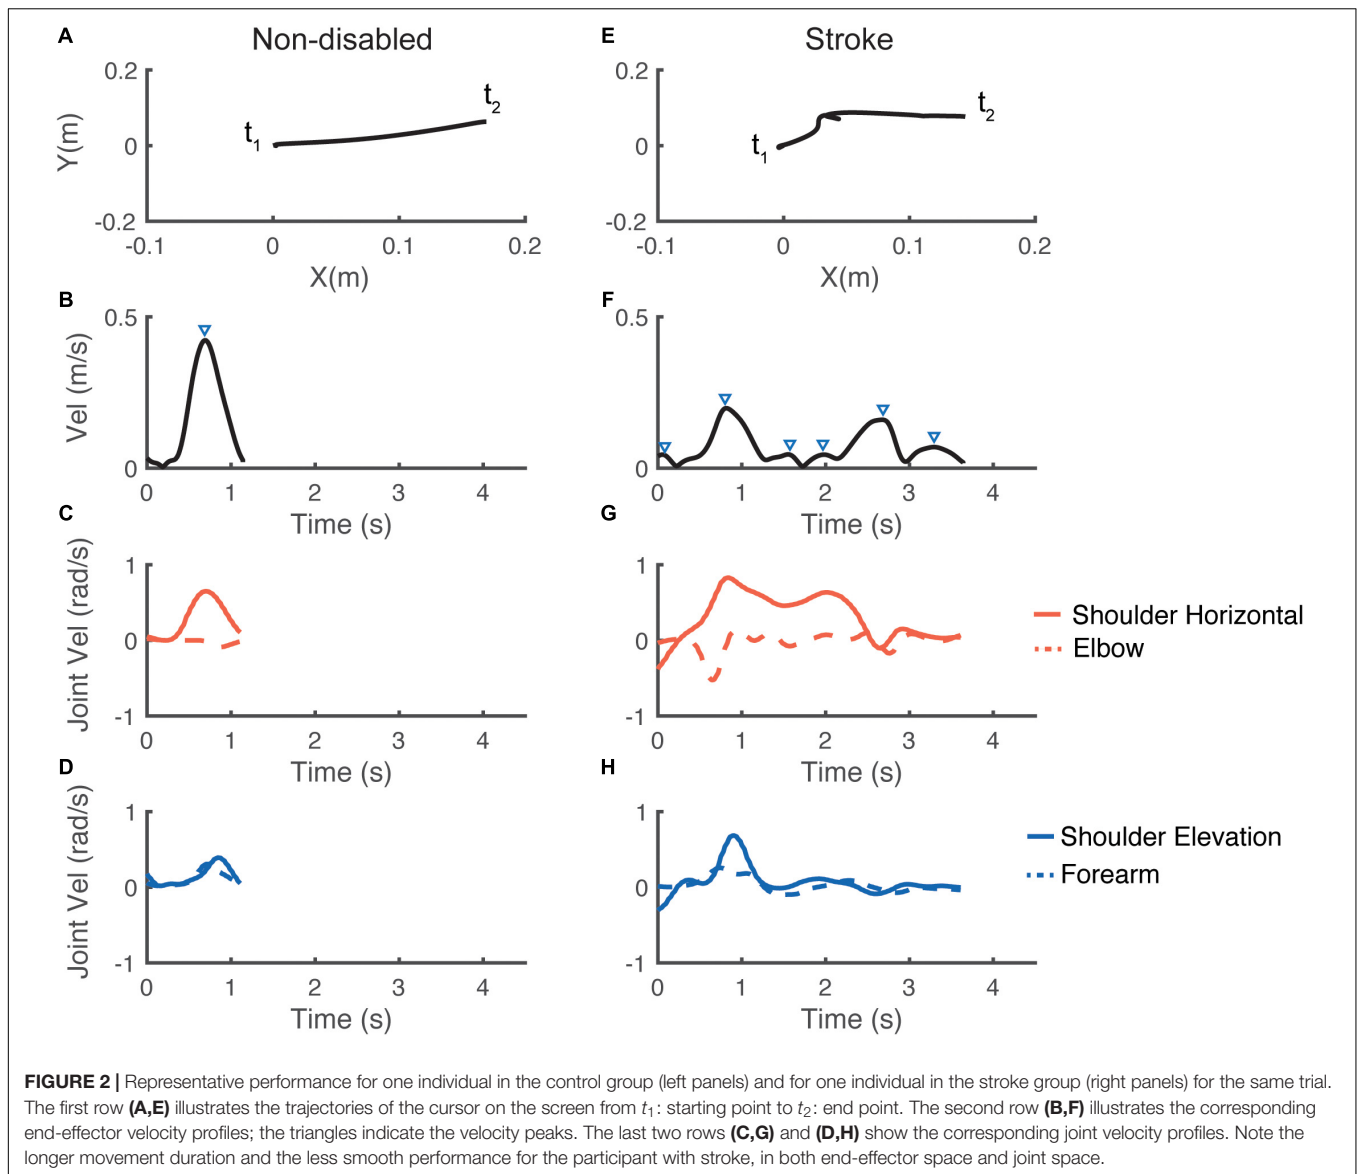 A Non-disabled E Stroke
0.2 0.2
t2 t2
Y(m) t1 0 0 t1
-0.2 -0.2
-0.1 0 0.1 0.2 -0.1 0 0.1 0.2
X(m) X(m)
B F
0.5 0.5
Vel (m/s)
0 0
0 1 2 3 4 0 1 2 3 4
Time (s) Time (s)
C G
1 1
Joint Vel (rad/s) Shoulder Horizontal
0 0 Elbow
-1 -1
0 1 2 3 4 0 1 2 3 4
Time (s) Time (s)
D H
1 1
Joint Vel (rad/s) Shoulder Elevation
0 0 Forearm
-1 -1
0 1 2 3 4 0 1 2 3 4
Time (s) Time (s)
FIGURE 2 | Representative performance for one individual in the control group (left panels) and for one individual in the stroke group (right panels) for the same trial.
The first row (A,E) illustrates the trajectories of the cursor on the screen from t1: starting point to t2: end point. The second row (B,F) illustrates the corresponding
end-effector velocity profiles; the triangles indicate the velocity peaks. The last two rows (C,G) and (D,H) show the corresponding joint velocity profiles. Note the
longer movement duration and the less smooth performance for the participant with stroke, in both end-effector space and joint space.